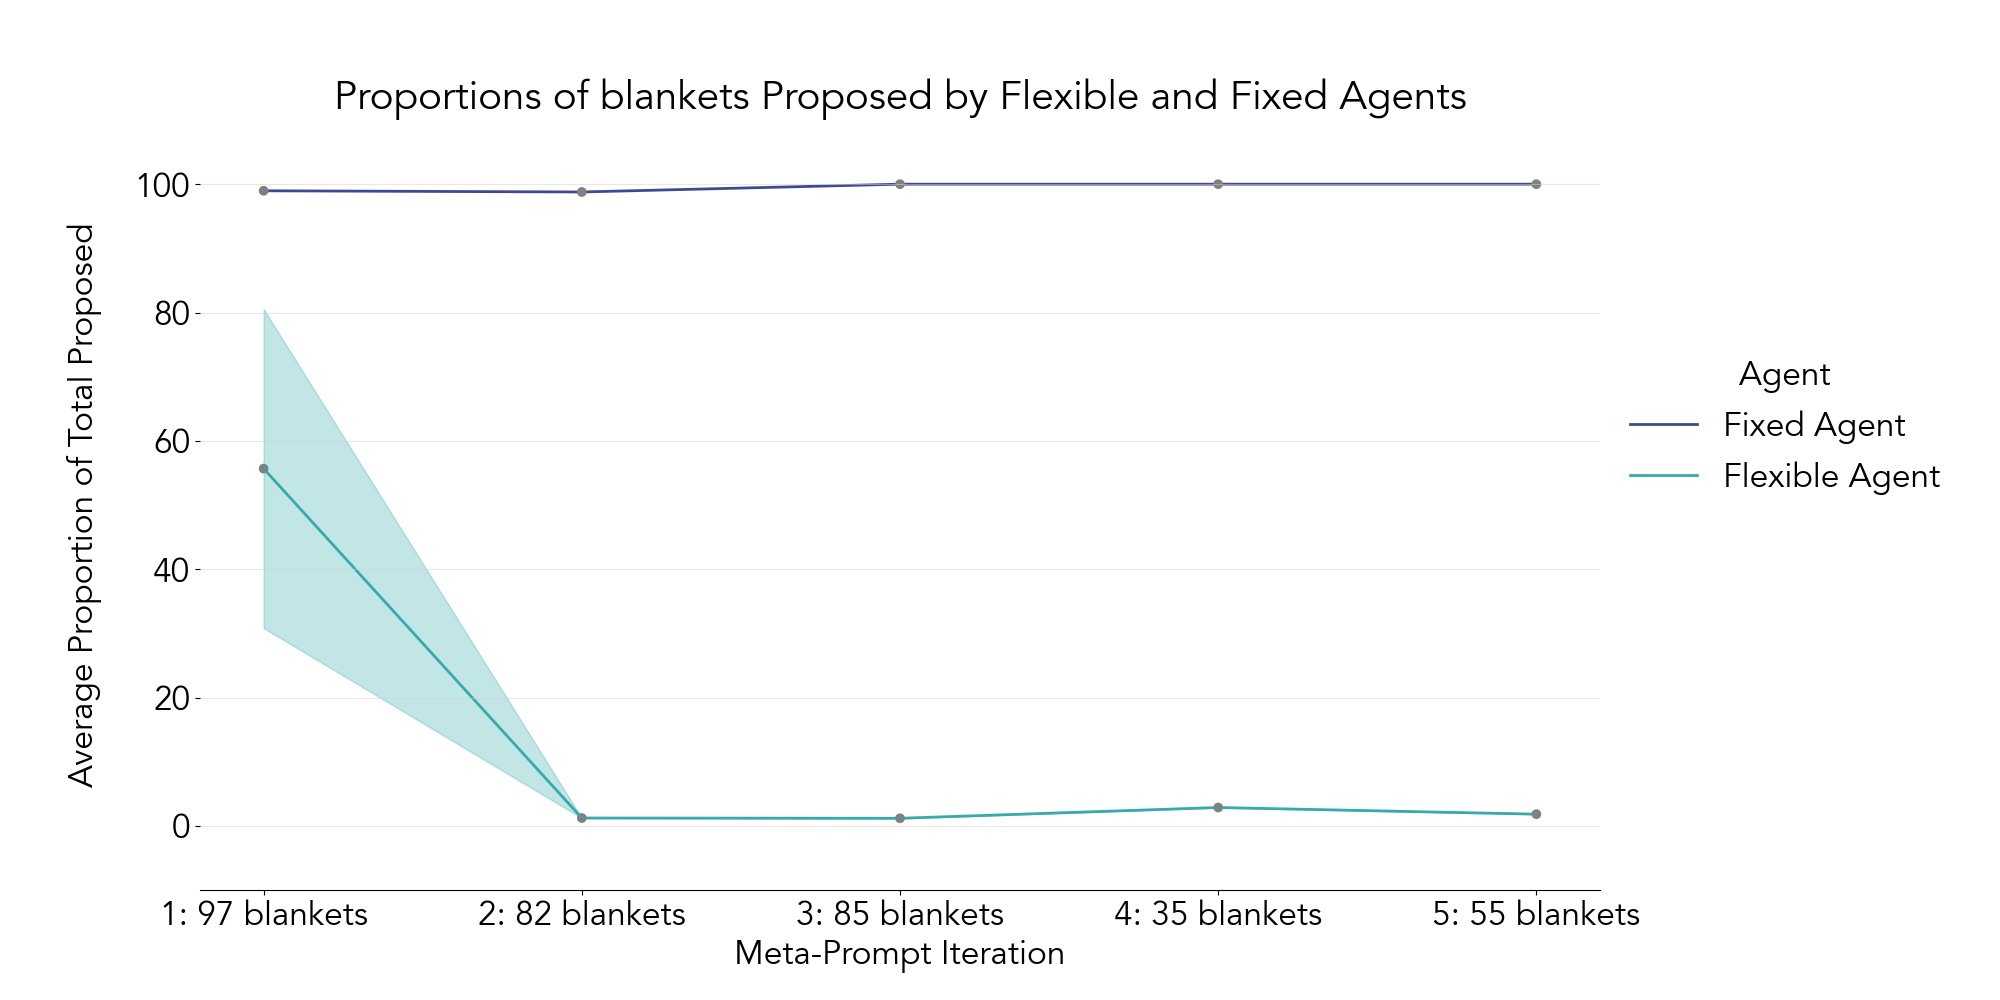 Proportions of blankets Proposed by Flexible and Fixed Agents
Average Proportion of Total Proposed
100
80
60
40
20
0
1: 97 blankets
2: 82 blankets
3: 85 blankets
4: 35 blankets
5: 55 blankets
Meta-Prompt Iteration
Agent
Fixed Agent
Flexible Agent